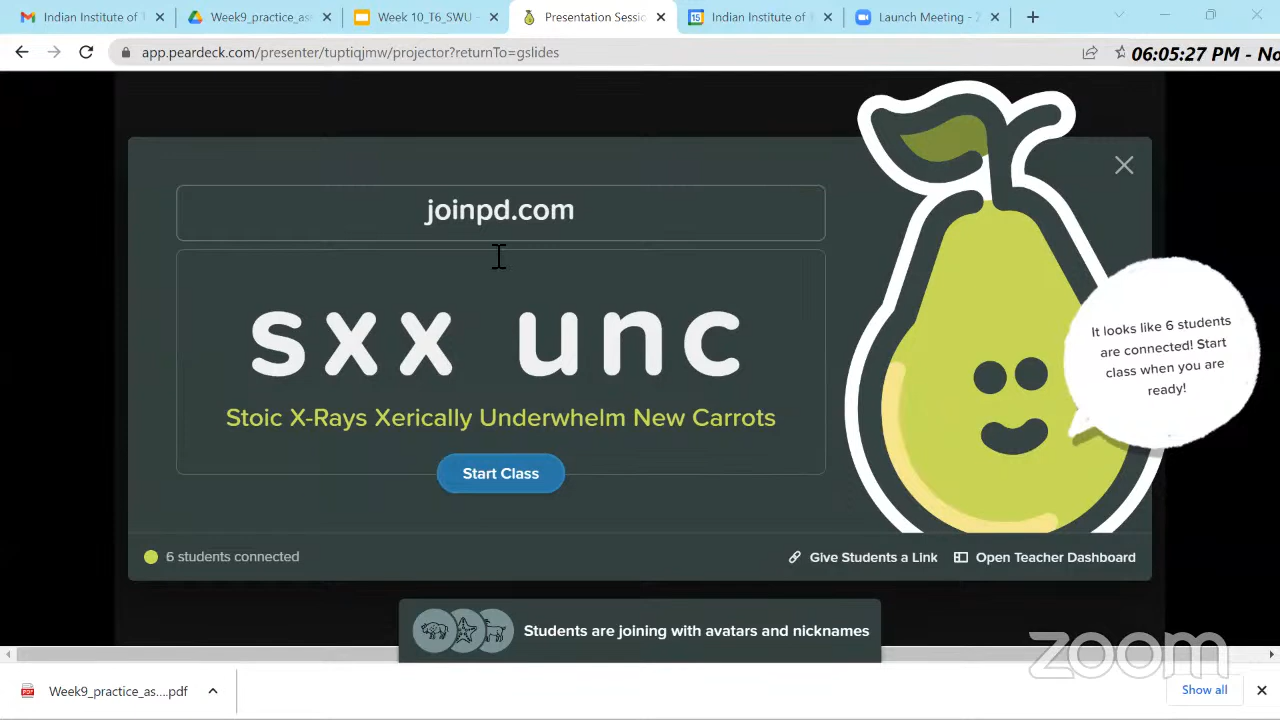 Indian Institute of T
Week9_practice_as
Week 10_T6_SWU -
Presentation Sessio
Indian Institute of T
Launch Meeting - Z
app.peardeck.com/presenter/tuptiqjmw/projector?returnTo=gslides
06:05:27 PM - No
joinpd.com
sxx unc
Stoic X-Rays Xerically Underwhelm New Carrots
Start Class
It looks like 6 students
are connected! Start
class when you are
ready!
6 students connected
Give Students a Link
Open Teacher Dashboard
Students are joining with avatars and nicknames
zoom
Week9_practice_as....pdf
Show all